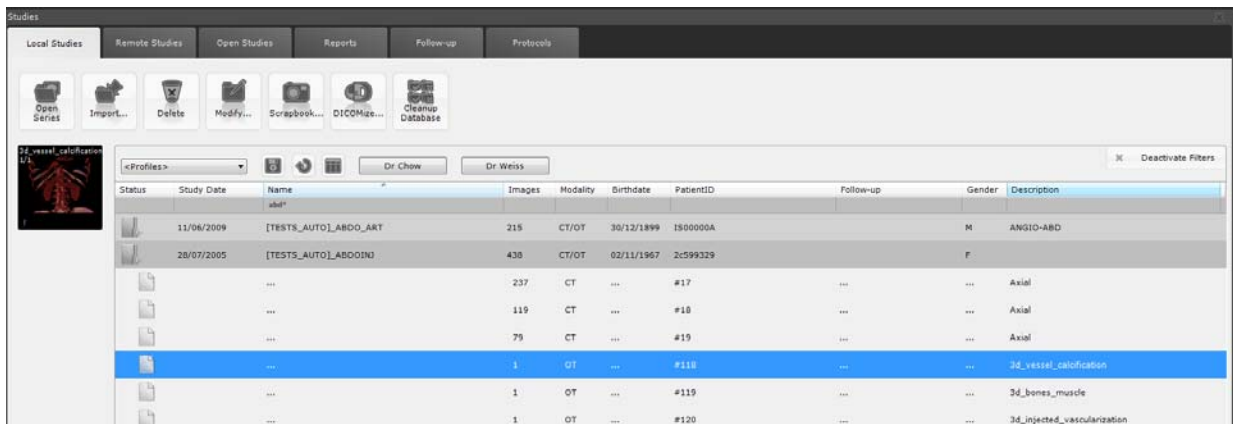 Studies
Local Studies Remote Studies Open Studies Reports Follow-up Protocols
Open Series Import... Delete Modify... Scrapbook... DICOMize... Cleanup Database
3d_vessel_calcification
1/1
<Profiles> Dr Chow Dr Weiss Deactivate Filters
Status Study Date Name Images Modality Birthdate PatientID Follow-up Gender Description
abd*
11/06/2009 [TESTS_AUTO]_ABDO_ART 215 CT/OT 30/12/1899 IS00000A M ANGIO-ABD
28/07/2005 [TESTS_AUTO]_ABDOINJ 438 CT/OT 02/11/1967 2c599329 F
... 237 CT ... #17 ... ... Axial
... 119 CT ... #18 ... ... Axial
... 79 CT ... #19 ... ... Axial
... 1 OT ... #118 ... ... 3d_vessel_calcification
... 1 OT ... #119 ... ... 3d_bones_muscle
... 1 OT ... #120 ... ... 3d_injected_vascularization